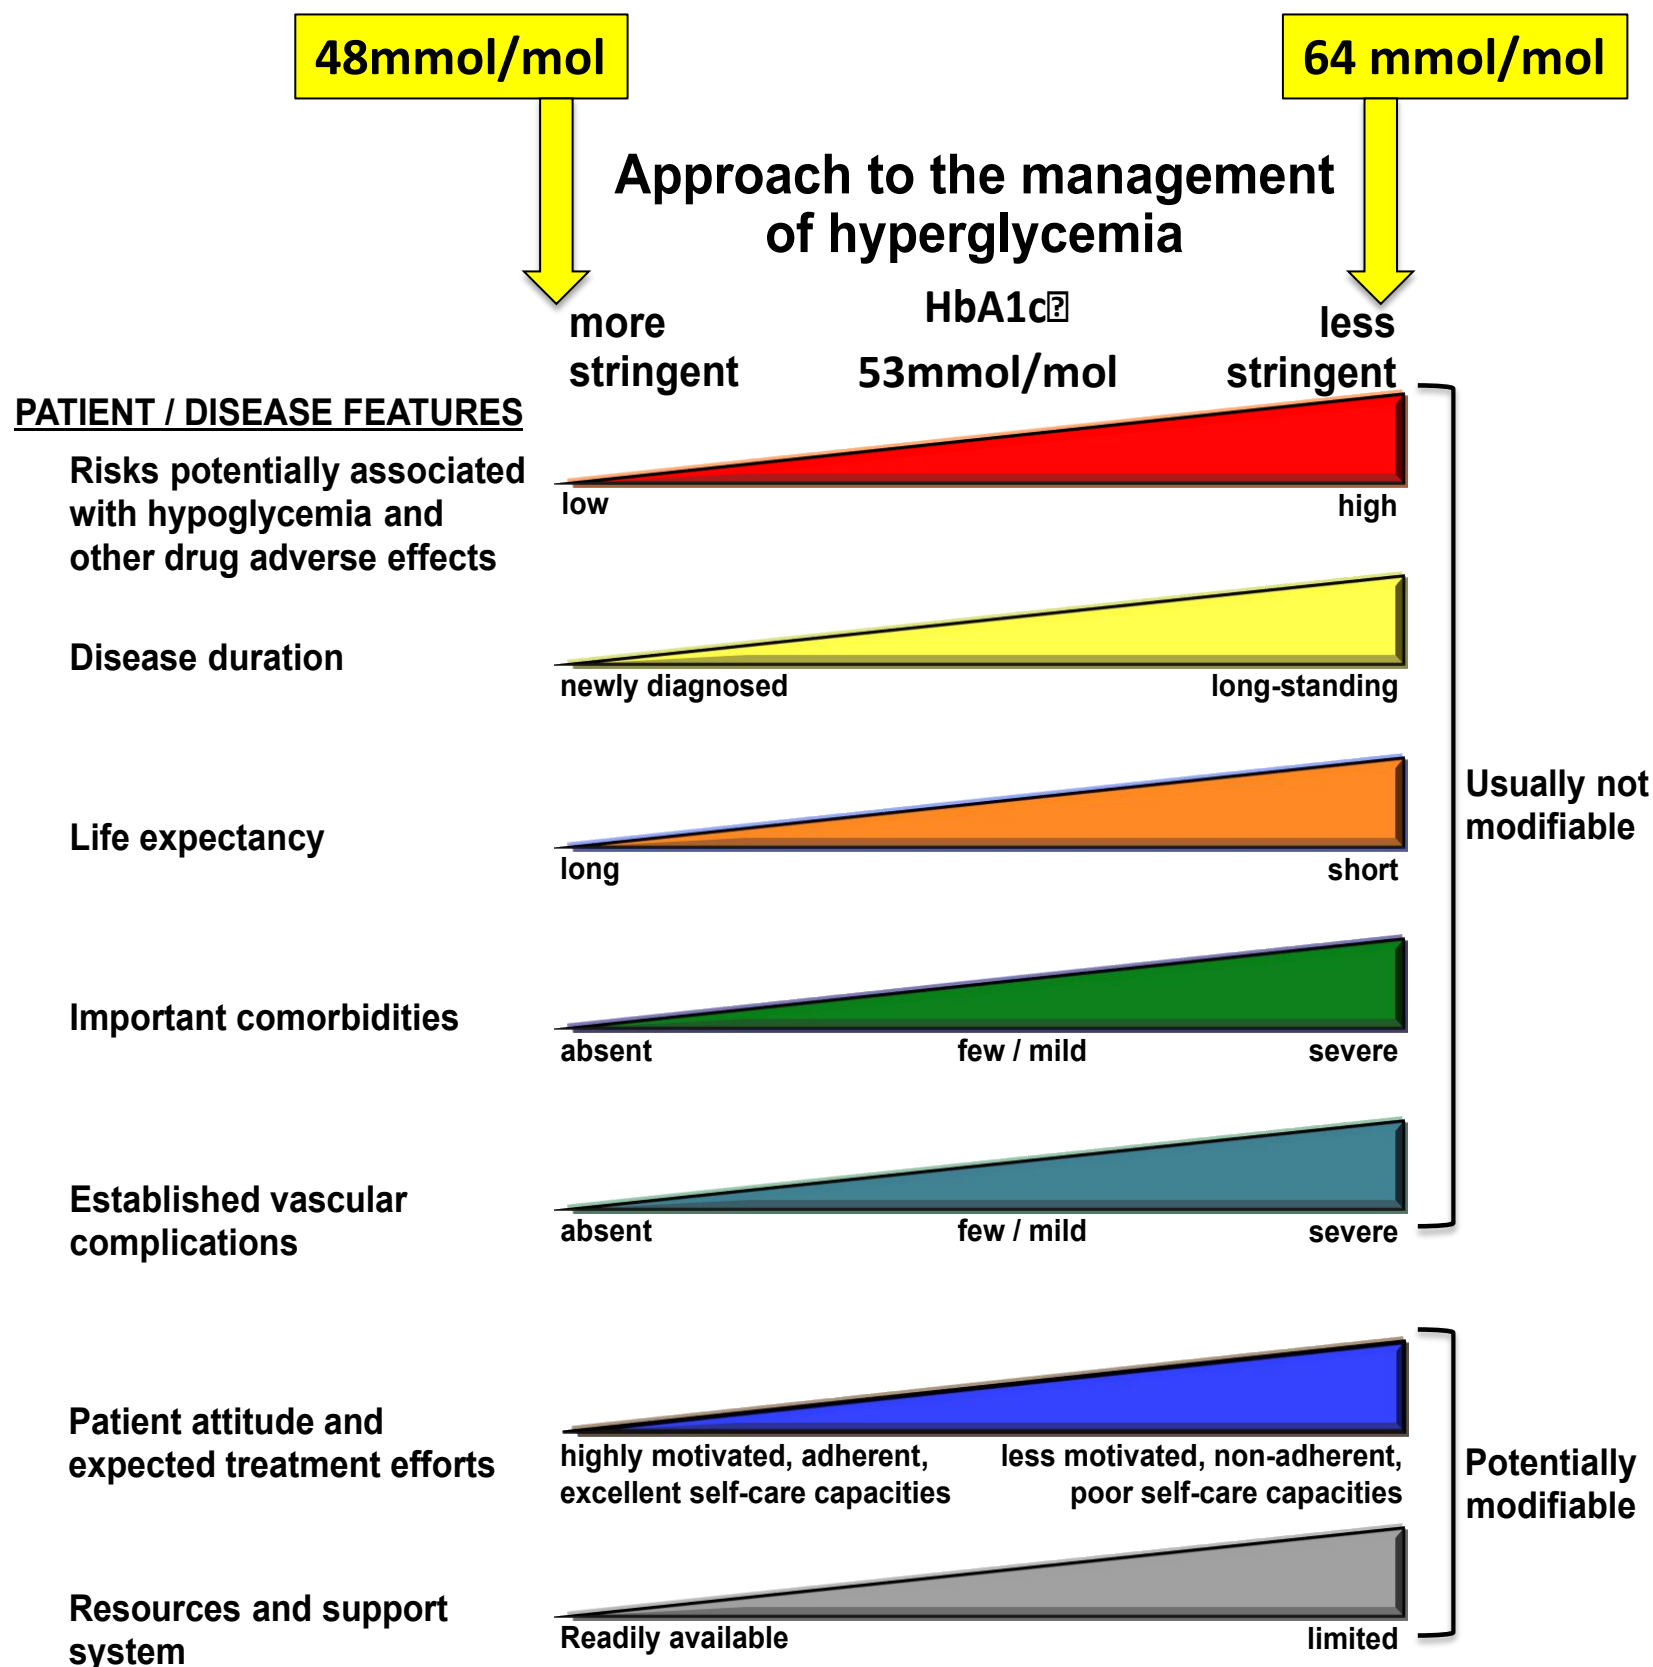 48mmol/mol
64 mmol/mol
Approach to the management
of hyperglycemia
more
stringent
HbA1c⍰
53mmol/mol
less
stringent
PATIENT / DISEASE FEATURES
Risks potentially associated
with hypoglycemia and
other drug adverse effects
low
high
Disease duration
newly diagnosed
long-standing
Life expectancy
long
short
Usually not
modifiable
Important comorbidities
absent
few / mild
severe
Established vascular
complications
absent
few / mild
severe
Patient attitude and
expected treatment efforts
highly motivated, adherent,
excellent self-care capacities
less motivated, non-adherent,
poor self-care capacities
Potentially
modifiable
Resources and support
system
Readily available
limited